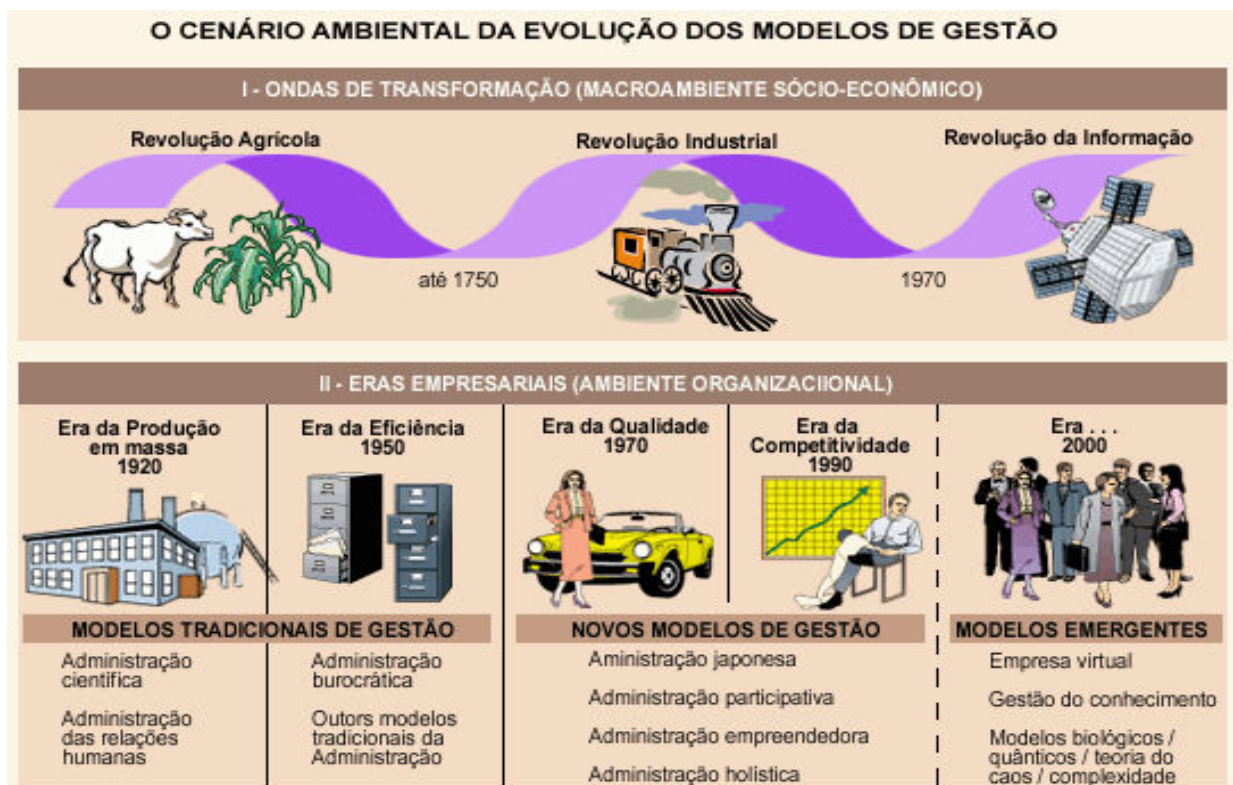 O CENÁRIO AMBIENTAL DA EVOLUÇÃO DOS MODELOS DE GESTÃO
I - ONDAS DE TRANSFORMAÇÃO (MACROAMBIENTE SÓCIO-ECONÔMICO)
Revolução Agrícola
Revolução Industrial
Revolução da Informação
até 1750
1970
II - ERAS EMPRESARIAIS (AMBIENTE ORGANIZACIIONAL)
Era da Produção
em massa
1920
Era da Eficiência
1950
Era da Qualidade
1970
Era da
Competitividade
1990
Era . . .
2000
MODELOS TRADICIONAIS DE GESTÃO
Administração
científica
Administração
das relações
humanas
Administração
burocrática
Outors modelos
tradicionais da
Administração
NOVOS MODELOS DE GESTÃO
Aministração japonesa
Administração participativa
Administração empreendedora
Administração holística
MODELOS EMERGENTES
Empresa virtual
Gestão do conhecimento
Modelos biológicos /
quânticos / teoria do
caos / complexidade